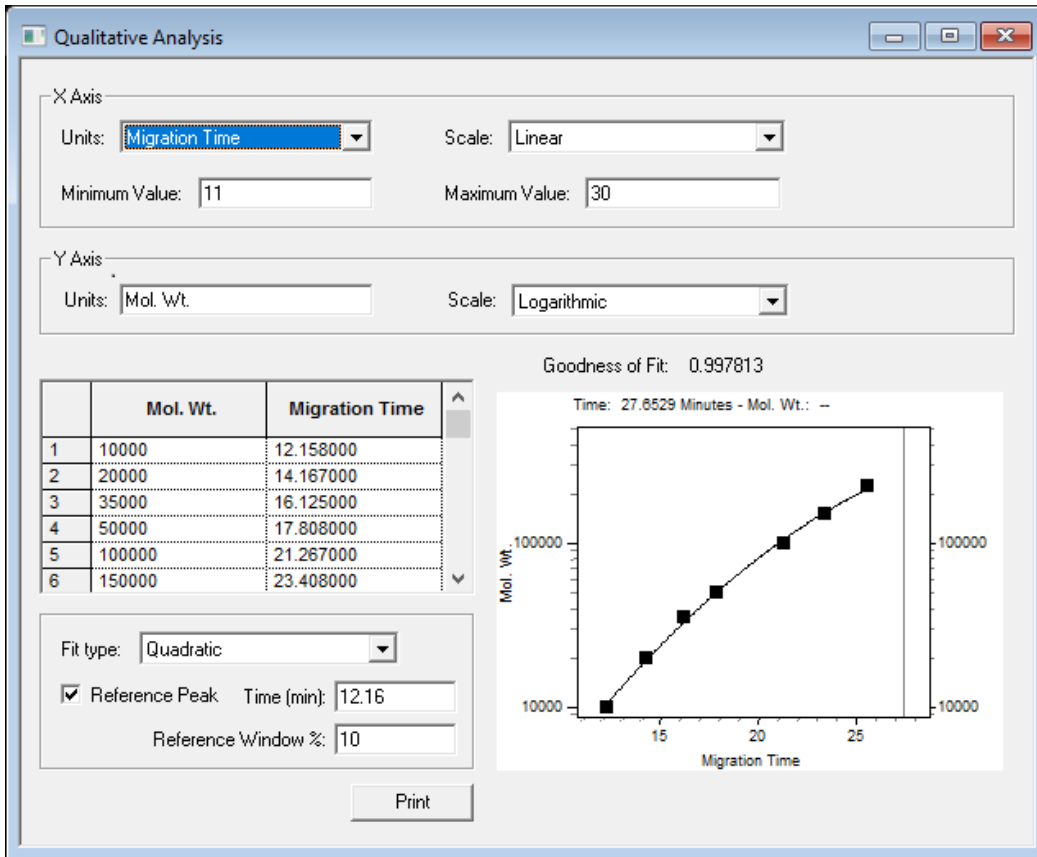 Qualitative Analysis
X Axis
Units: Migration Time Scale: Linear
Minimum Value: 11 Maximum Value: 30
Y Axis
Units: Mol. Wt. Scale: Logarithmic
Goodness of Fit: 0.997813
Mol. Wt. Migration Time
1 10000 12.158000
2 20000 14.167000
3 35000 16.125000
4 50000 17.808000
5 100000 21.267000
6 150000 23.408000
Time: 27.6529 Minutes - Mol. Wt.: --
100000 100000
Mol. Wt.
10000 10000
15 20 25
Migration Time
Fit type: Quadratic
Reference Peak Time (min): 12.16
Reference Window %: 10
Print